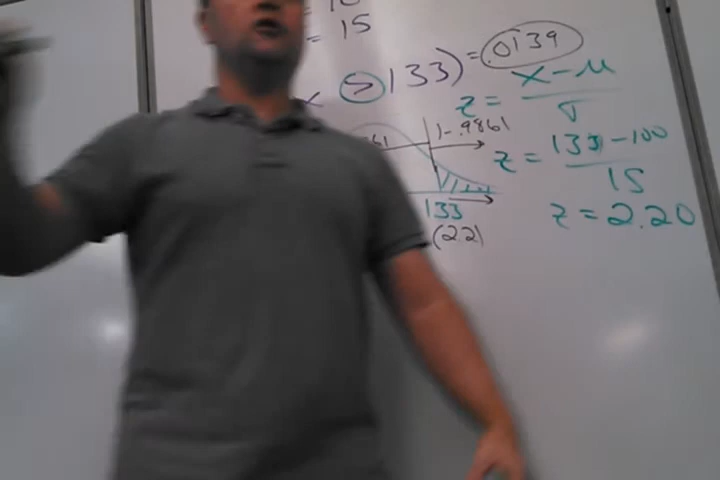 = 15
x > 133) = .0139
z = x - μ / σ
1 - .9861
z = 133 - 100 / 15
133
z = 2.20
(2.2)